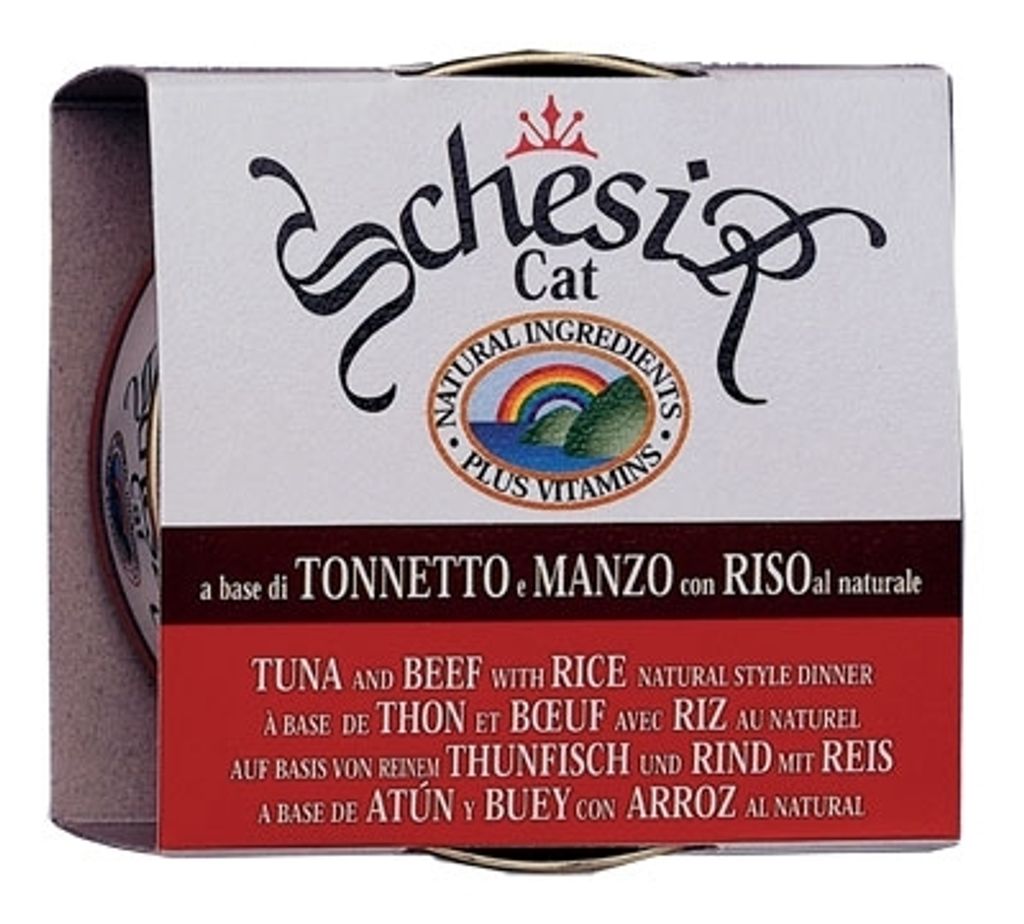 Schesir
Cat
NATURAL INGREDIENTS
• PLUS VITAMINS •
a base di TONNETTO e MANZO con RISO al naturale
TUNA AND BEEF WITH RICE NATURAL STYLE DINNER
À BASE DE THON ET BŒUF AVEC RIZ AU NATUREL
AUF BASIS VON REINEM THUNFISCH UND RIND MIT REIS
A BASE DE ATÚN Y BUEY CON ARROZ AL NATURAL